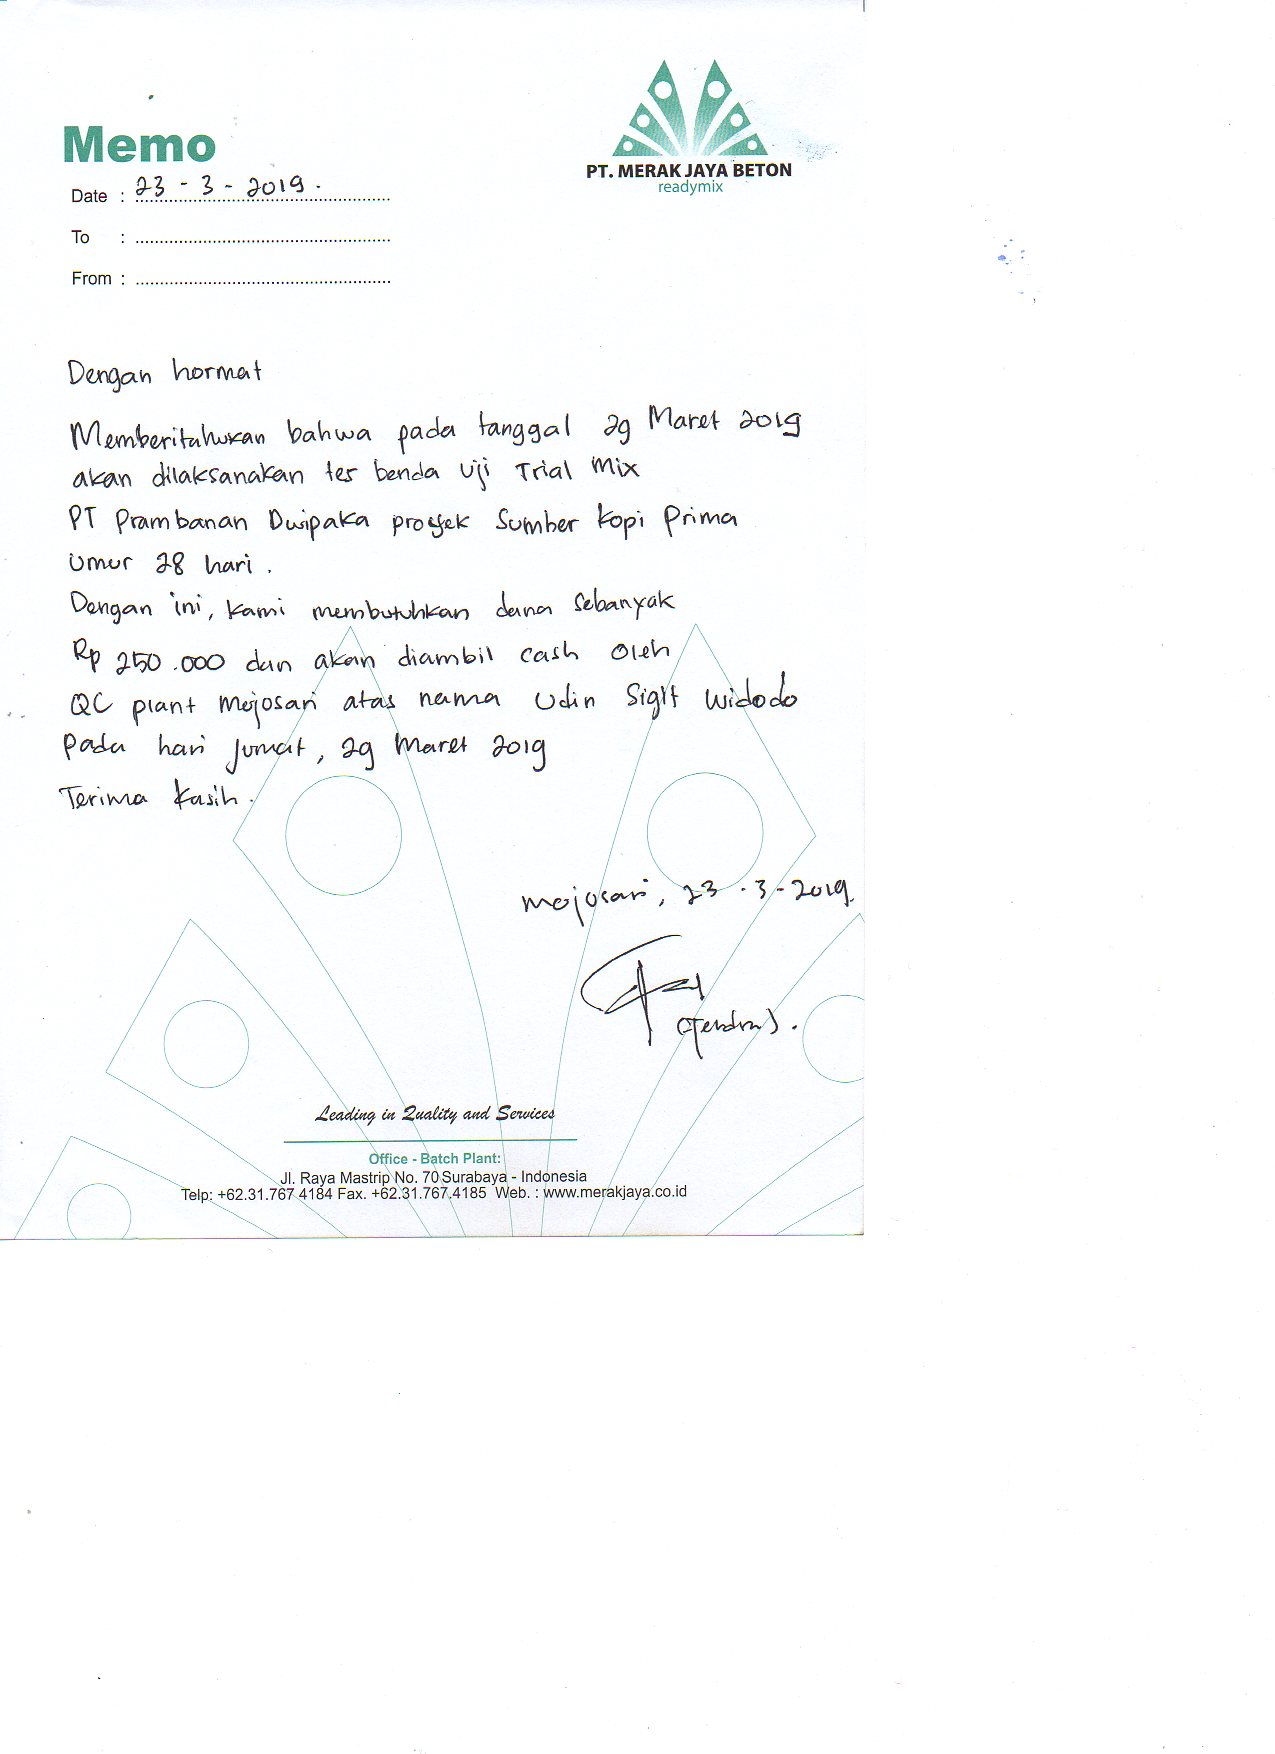 Memo
PT. MERAK JAYA BETON
readymix
Date : 23 - 3 - 2019.
To :
From :
Dengan hormat
Memberitahukan bahwa pada tanggal 29 Maret 2019
akan dilaksanakan tes benda uji Trial Mix
PT Prambanan Dwipaka proyek Sumber Kopi Prima
Umur 28 hari.
Dengan ini, kami membutuhkan dana sebanyak
Rp 250.000 dan akan diambil cash oleh
QC plant Mojosari atas nama Udin Sigit Widodo
Pada hari Jumat, 29 Maret 2019
Terima Kasih.
Mojosari, 23 - 3 - 2019.
Leading in Quality and Services
Office - Batch Plant:
Jl. Raya Mastrip No. 70 Surabaya - Indonesia
Telp: +62.31.767 4184 Fax. +62.31.767.4185 Web. : www.merakjaya.co.id